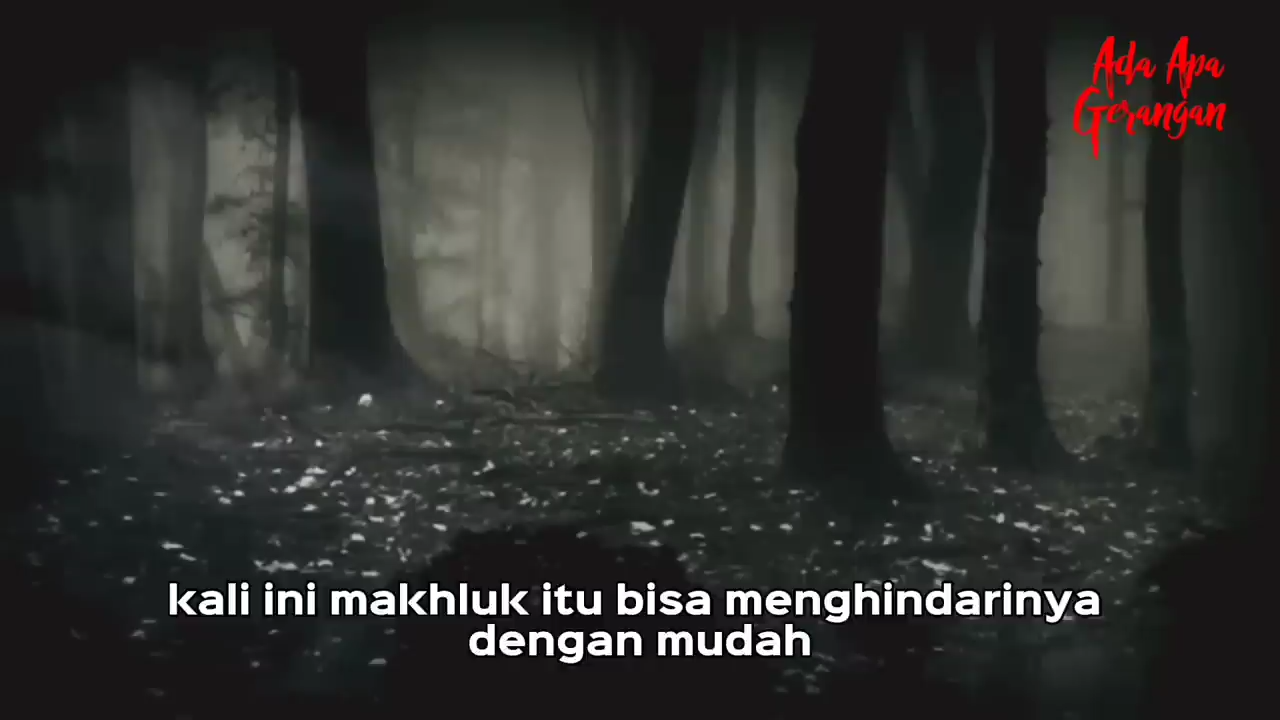 Ada Apa
Gerangan
kali ini makhluk itu bisa menghindarinya
dengan mudah